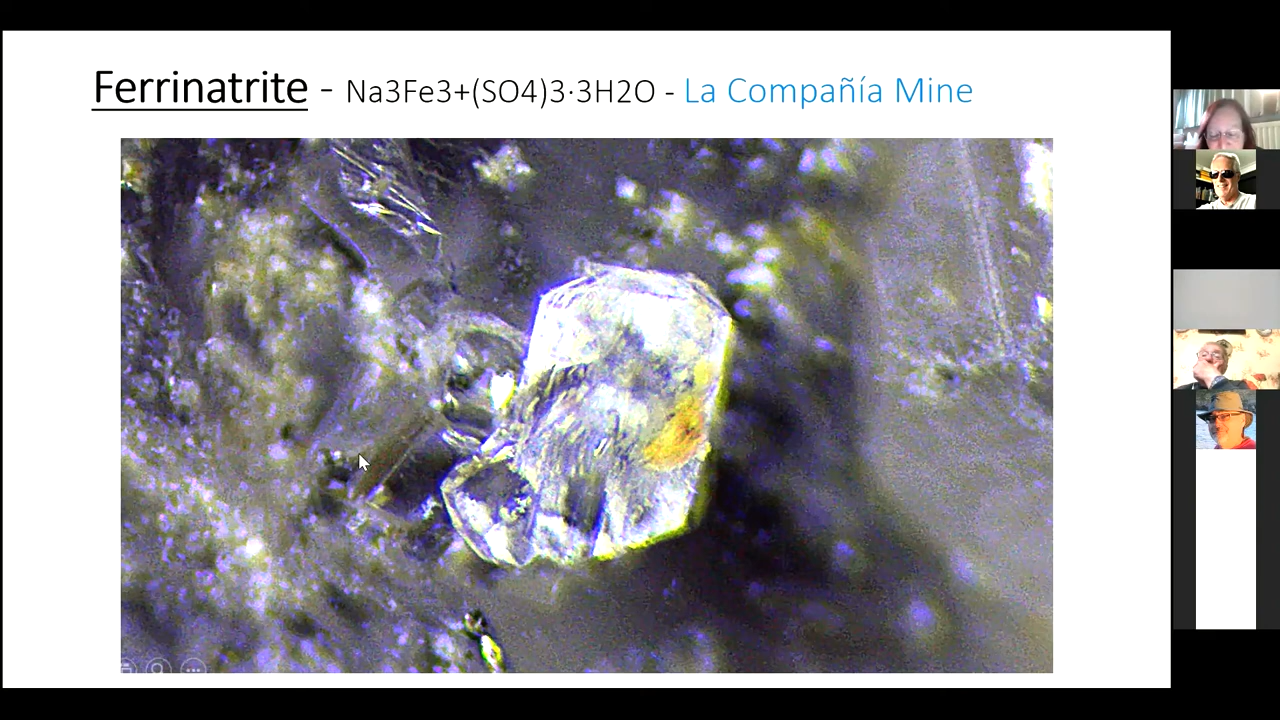 Ferrinatrite - Na3Fe3+(SO4)3·3H2O - La Compañía Mine